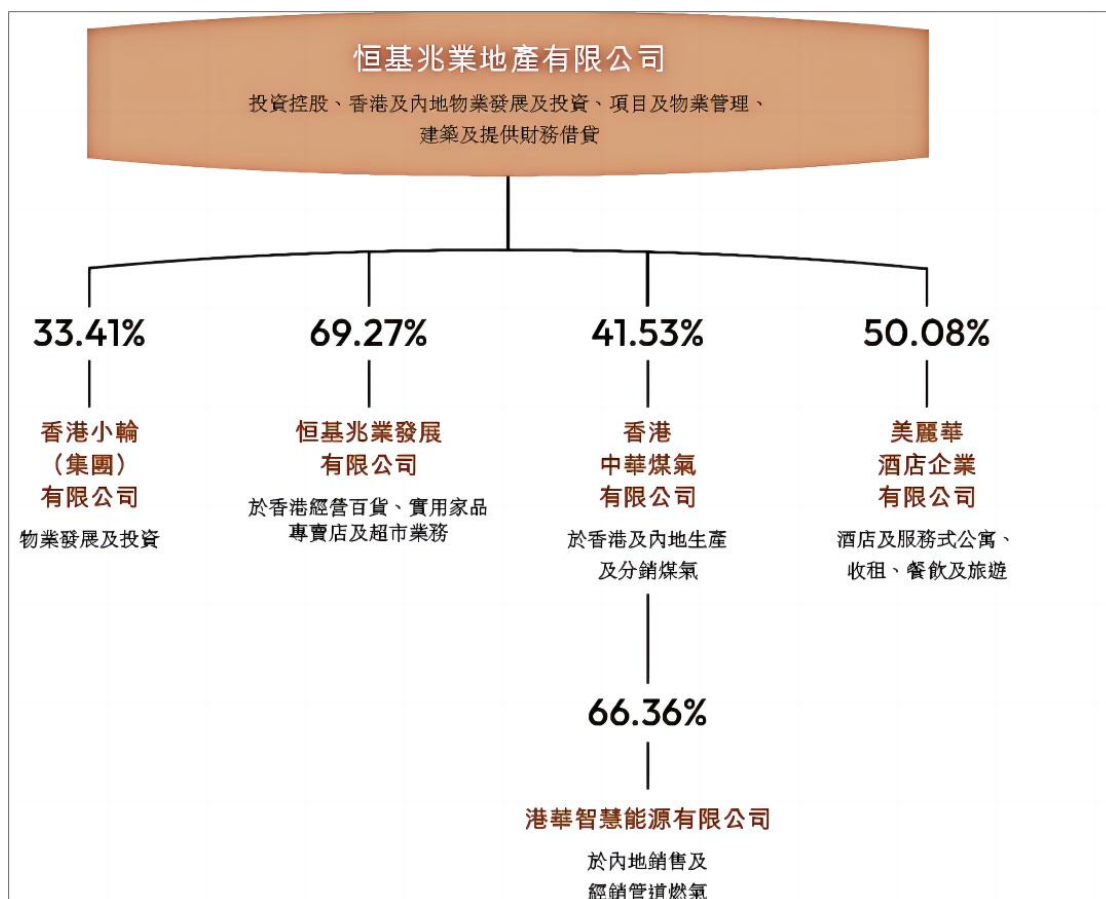 恒基兆業地產有限公司
投資控股、香港及內地物業發展及投資、項目及物業管理、
建築及提供財務借貸
33.41%
香港小輪
（集團）
有限公司
物業發展及投資
69.27%
恒基兆業發展
有限公司
於香港經營百貨、實用家品
專賣店及超市業務
41.53%
香港
中華煤氣
有限公司
於香港及內地生產
及分銷煤氣
66.36%
港華智慧能源有限公司
於內地銷售及
經銷管道燃氣
50.08%
美麗華
酒店企業
有限公司
酒店及服務式公寓、
收租、餐飲及旅遊